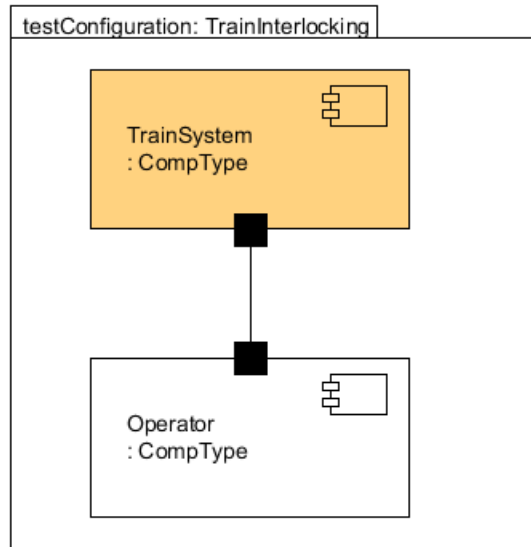 testConfiguration: TrainInterlocking
TrainSystem
: CompType
Operator
: CompType